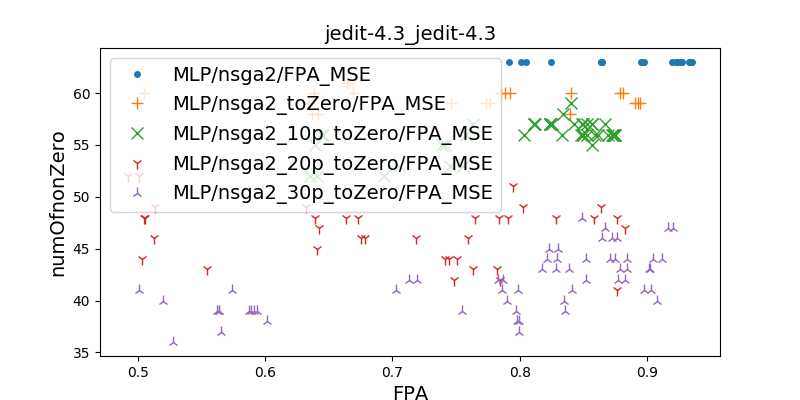 jedit-4.3_jedit-4.3
MLP/nsga2/FPA_MSE
MLP/nsga2_toZero/FPA_MSE
MLP/nsga2_10p_toZero/FPA_MSE
MLP/nsga2_20p_toZero/FPA_MSE
MLP/nsga2_30p_toZero/FPA_MSE
numOfnonZero
60
55
50
45
40
35
0.5 0.6 0.7 0.8 0.9
FPA